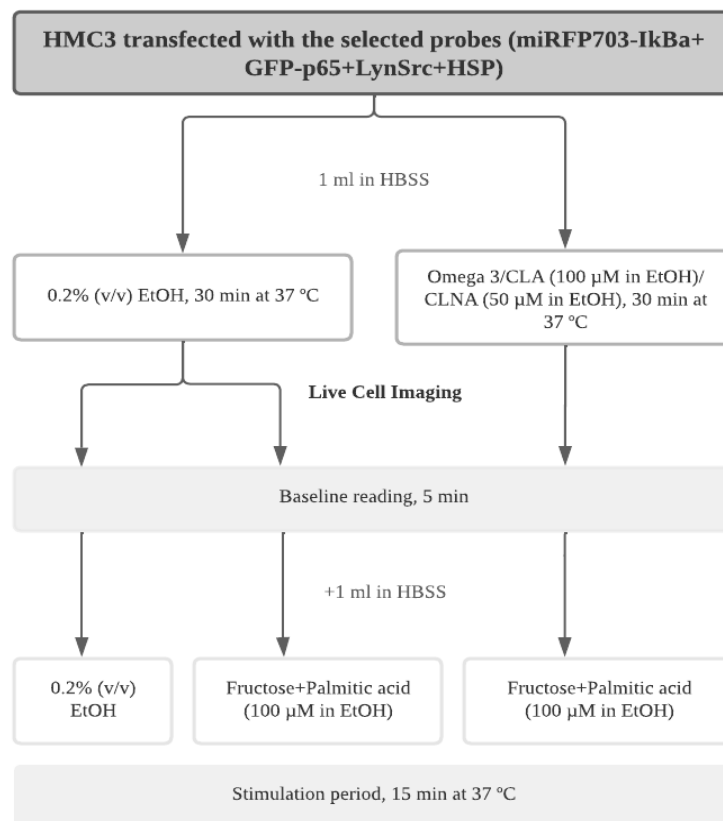 HMC3 transfected with the selected probes (miRFP703-IkBa+
GFP-p65+LynSrc+HSP)
1 ml in HBSS
0.2% (v/v) EtOH, 30 min at 37 ºC
Omega 3/CLA (100 µM in EtOH)/
CLNA (50 µM in EtOH), 30 min at
37 ºC
Live Cell Imaging
Baseline reading, 5 min
+1 ml in HBSS
0.2% (v/v)
EtOH
Fructose+Palmitic acid
(100 µM in EtOH)
Fructose+Palmitic acid
(100 µM in EtOH)
Stimulation period, 15 min at 37 ºC